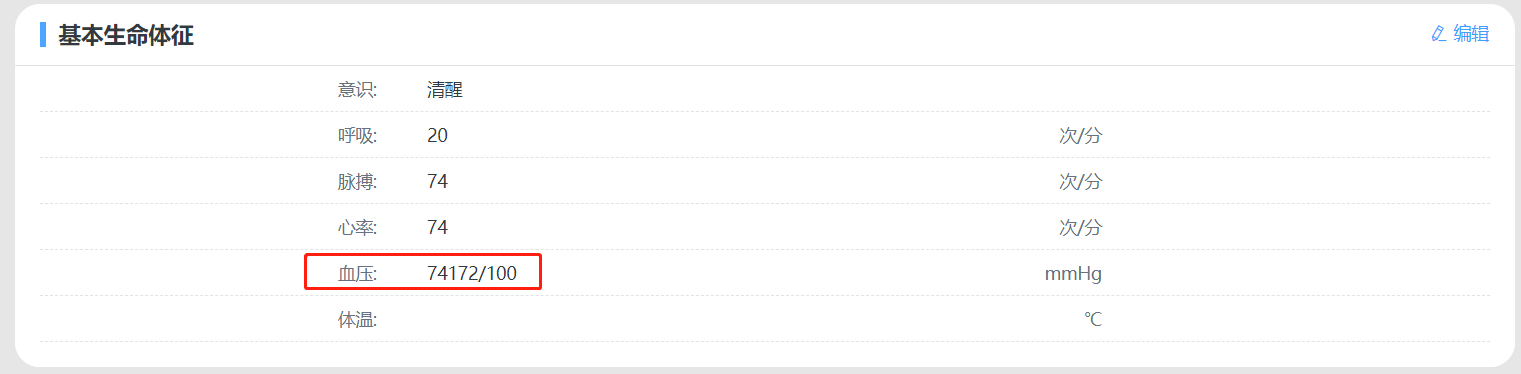 基本生命体征 编辑
意识: 清醒
呼吸: 20 次/分
脉搏: 74 次/分
心率: 74 次/分
血压: 74172/100 mmHg
体温: ℃